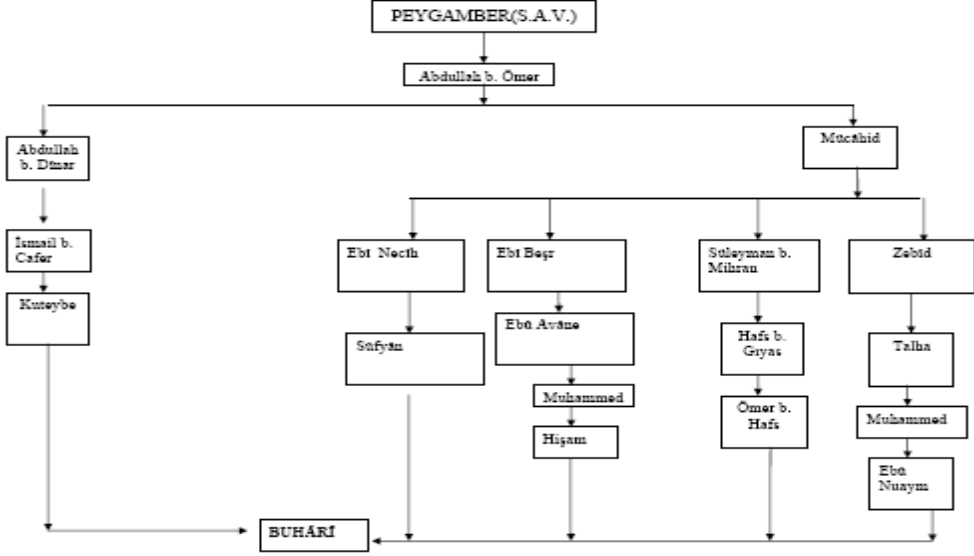 PEYGAMBER(S.A.V.)
Abdullah b. Ömer
Abdullah
b. Dînar
Mücâhid
İsmail b.
Cafer
Ebî Necîh
Ebî Beşr
Süleyman b.
Mihran
Zebîd
Kuteybe
Süfyân
Ebû Avâne
Hafs b.
Gıyas
Talha
Muhammed
Ömer b.
Hafs
Muhammed
Hişam
Ebû
Nuaym
BUHÂRÎ